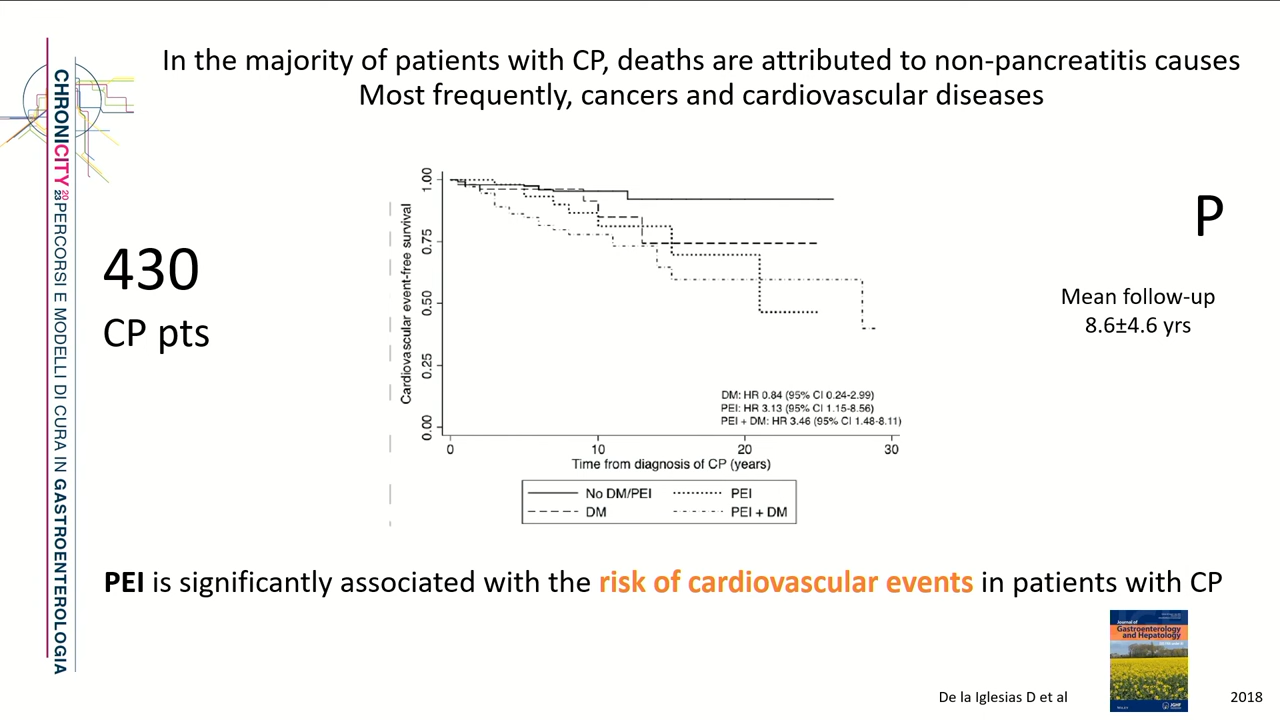 In the majority of patients with CP, deaths are attributed to non-pancreatitis causes
Most frequently, cancers and cardiovascular diseases
CHRONICITY 2023 PERCORSI E MODELLI DI CURA IN GASTROENTEROLOGIA
430
CP pts
P
Mean follow-up
8.6±4.6 yrs
Cardiovascular event-free survival
1.00
0.75
0.50
0.25
0.00
DM: HR 0.84 (95% CI 0.24-2.99)
PEI: HR 3.13 (95% CI 1.15-8.56)
PEI + DM: HR 3.46 (95% CI 1.48-8.11)
0 10 20 30
Time from diagnosis of CP (years)
No DM/PEI PEI
DM PEI + DM
PEI is significantly associated with the risk of cardiovascular events in patients with CP
Journal of
Gastroenterology
and Hepatology
De la Iglesias D et al
2018